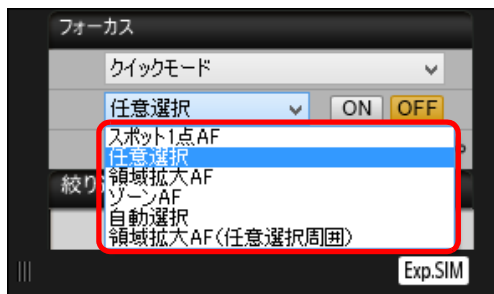 フォーカス
クイックモード
任意選択 ON OFF
スポット1点AF
任意選択
領域拡大AF
絞り
ゾーンAF
自動選択
領域拡大AF(任意選択周囲)
Exp.SIM